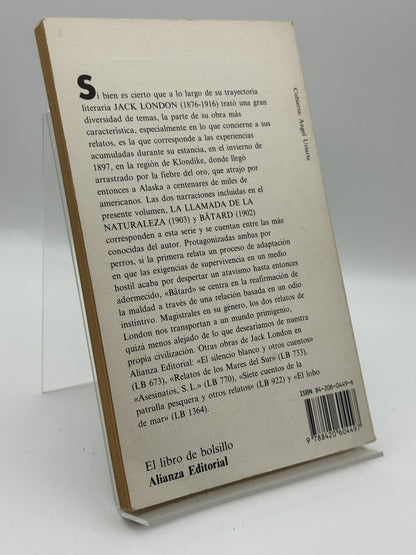 Si bien es cierto que a lo largo de su trayectoria
literaria JACK LONDON (1876-1916) trató una gran
diversidad de temas, la parte de su obra más
característica, especialmente en lo que concierne a sus
relatos, es la que corresponde a las experiencias
acumuladas durante su estancia, en el invierno de
1897, en la región de Klondike, donde llegó
arrastrado por la fiebre del oro, que atrajo por
entonces a Alaska a centenares de miles de
americanos. Las dos narraciones incluidas en el
presente volumen, LA LLAMADA DE LA
NATURALEZA (1903) y BÂTARD (1902)
corresponden a esta serie y se cuentan entre las más
conocidas del autor. Protagonizadas ambas por
perros, si la primera relata un proceso de adaptación
en que las exigencias de supervivencia en un medio
hostil acaba por despertar un atavismo hasta entonces
adormecido, «Bâtard» se centra en la reafirmación de
la maldad a través de una relación basada en un odio
instintivo. Magistrales en su género, los dos relatos de
London nos transportan a un mundo primigenio,
quizá menos alejado de lo que desearíamos de nuestra
propia civilización. Otras obras de Jack London en
Alianza Editorial: «El silencio blanco y otros cuentos»
(LB 673), «Relatos de los Mares del Sur» (LB 733),
«Asesinatos, S.L.» (LB 770), «Siete cuentos de la
patrulla pesquera y otros relatos» (LB 922) y «El lobo
de mar» (LB 1364).
El libro de bolsillo
Alianza Editorial
Cubierta: Angel Uriarte
ISBN 84-206-0449-6
9 788420 604497